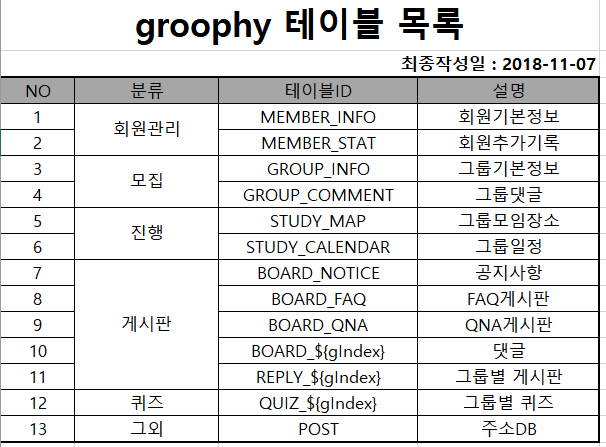 groophy 테이블 목록
최종작성일 : 2018-11-07
NO 분류 테이블ID 설명
1 회원관리 MEMBER_INFO 회원기본정보
2 MEMBER_STAT 회원추가기록
3 모집 GROUP_INFO 그룹기본정보
4 GROUP_COMMENT 그룹댓글
5 진행 STUDY_MAP 그룹모임장소
6 STUDY_CALENDAR 그룹일정
7 게시판 BOARD_NOTICE 공지사항
8 BOARD_FAQ FAQ게시판
9 BOARD_QNA QNA게시판
10 BOARD_${gIndex} 댓글
11 REPLY_${gIndex} 그룹별 게시판
12 퀴즈 QUIZ_${gIndex} 그룹별 퀴즈
13 그외 POST 주소DB